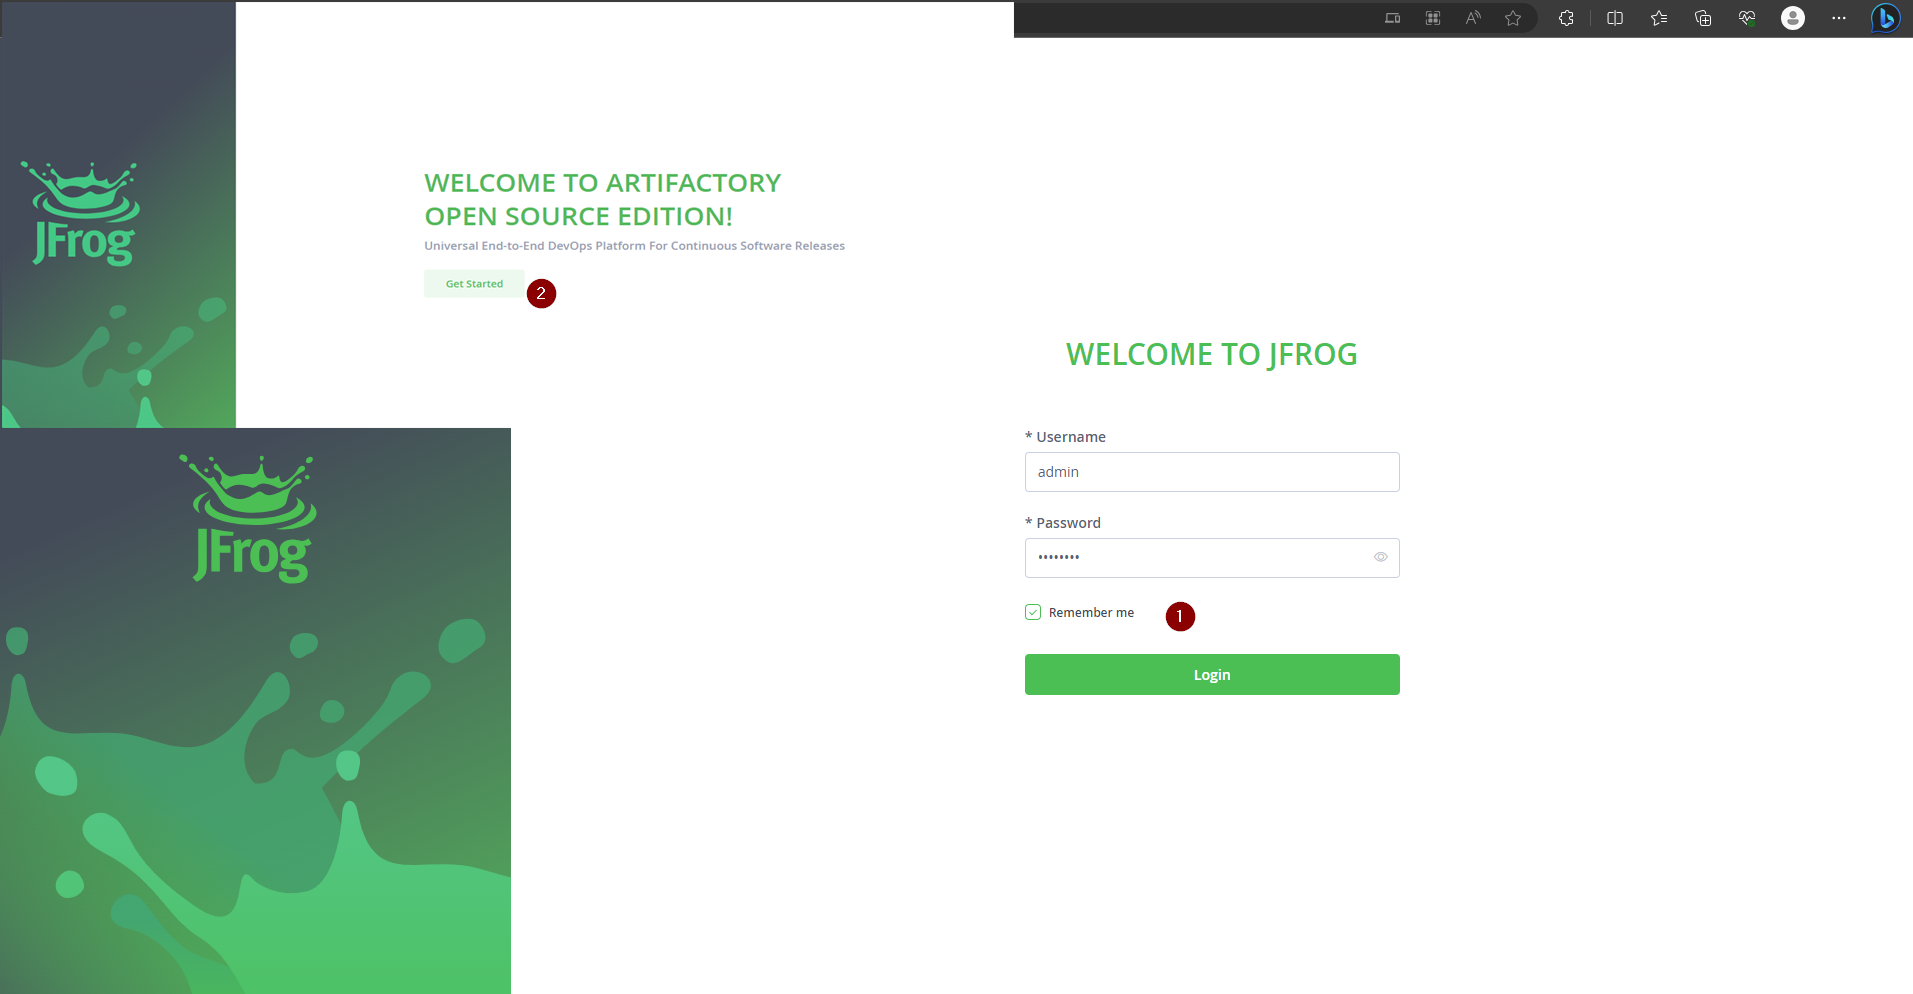 JFrog
WELCOME TO ARTIFACTORY
OPEN SOURCE EDITION!
Universal End-to-End DevOps Platform For Continuous Software Releases
Get Started
2
JFrog
WELCOME TO JFROG
* Username
admin
* Password
••••••••
Remember me
1
Login